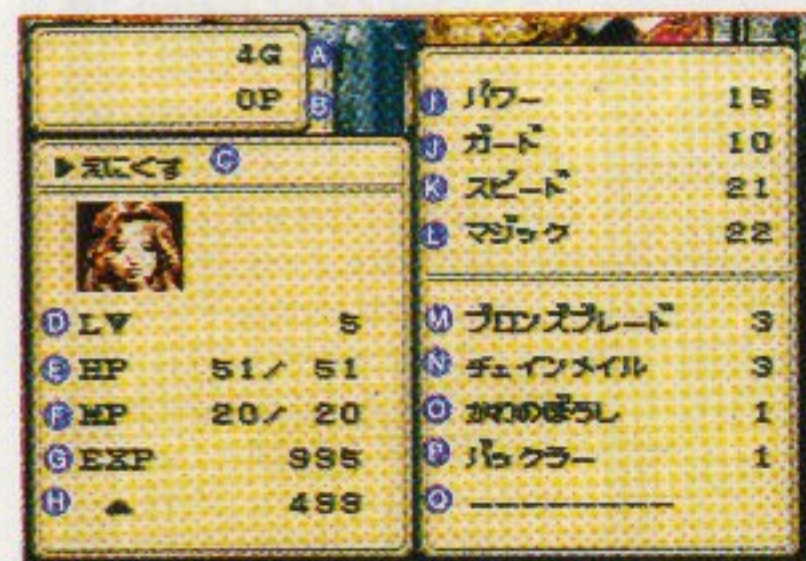 4G Ⓐ
0P Ⓑ
▶えにくす Ⓒ
Ⓓ LV 5
Ⓔ HP 51/ 51
Ⓕ MP 20/ 20
Ⓖ EXP 995
Ⓗ ▲ 499
Ⓘ パワー 15
Ⓙ ガード 10
Ⓚ スピード 21
Ⓛ マジック 22
Ⓜ ブロンズブレード 3
Ⓝ チェインメイル 3
Ⓞ かわのぼうし 1
Ⓟ バックラー 1
Ⓠ ―――――――――